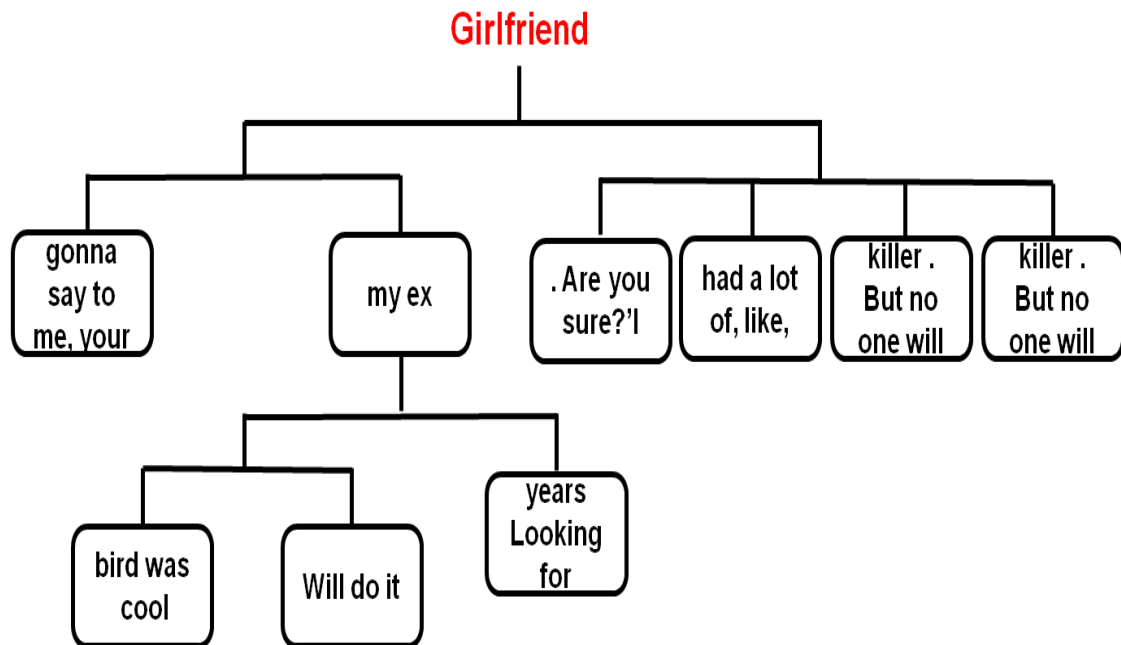 Girlfriend
gonna
say to
me, your
my ex
. Are you
sure?'I
had a lot
of, like,
killer .
But no
one will
killer .
But no
one will
bird was
cool
Will do it
years
Looking
for